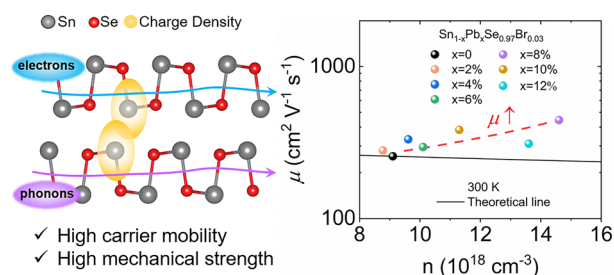 Sn Se Charge Density
electrons
phonons
✓ High carrier mobility
✓ High mechanical strength
Sn₁₋ₓPbₓSe₀.₉₇Br₀.₀₃
x=0 x=8%
x=2% x=10%
x=4% x=12%
x=6%
μ ↑
300 K
Theoretical line
1000
100
μ (cm² V⁻¹ s⁻¹)
8 10 12 14 16
n (10¹⁸ cm⁻³)